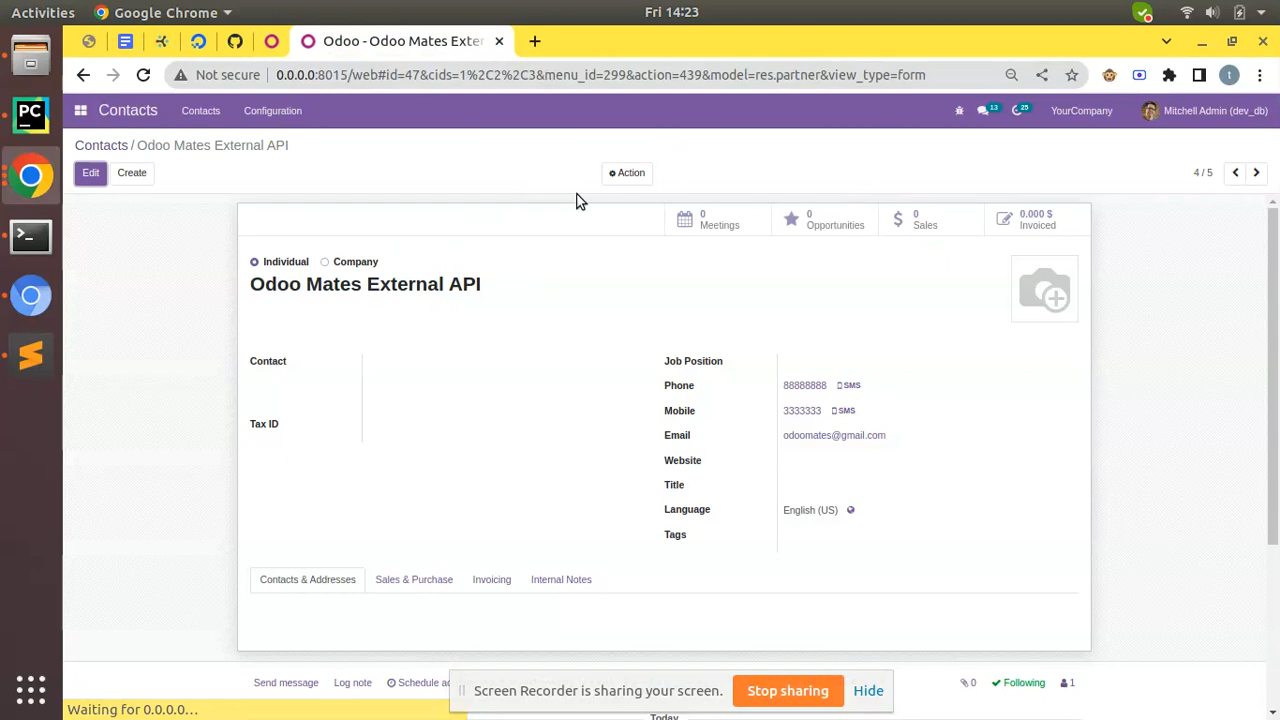 Activities Google Chrome Fri 14:23
Odoo - Odoo Mates Exter
Not secure 0.0.0.0:8015/web#id=47&cids=1%2C2%2C3&menu_id=299&action=439&model=res.partner&view_type=form
Contacts Contacts Configuration 13 25 YourCompany Mitchell Admin (dev_db)
Contacts / Odoo Mates External API
Edit Create Action 4 / 5
0 Meetings
0 Opportunities
0 Sales
0.000 $ Invoiced
Individual Company
Odoo Mates External API
Contact
Tax ID
Job Position
Phone 88888888 SMS
Mobile 3333333 SMS
Email odoomates@gmail.com
Website
Title
Language English (US)
Tags
Contacts & Addresses Sales & Purchase Invoicing Internal Notes
Send message Log note Schedule ac 0 Following 1
Screen Recorder is sharing your screen. Stop sharing Hide
Waiting for 0.0.0.0...
Today
PC
t